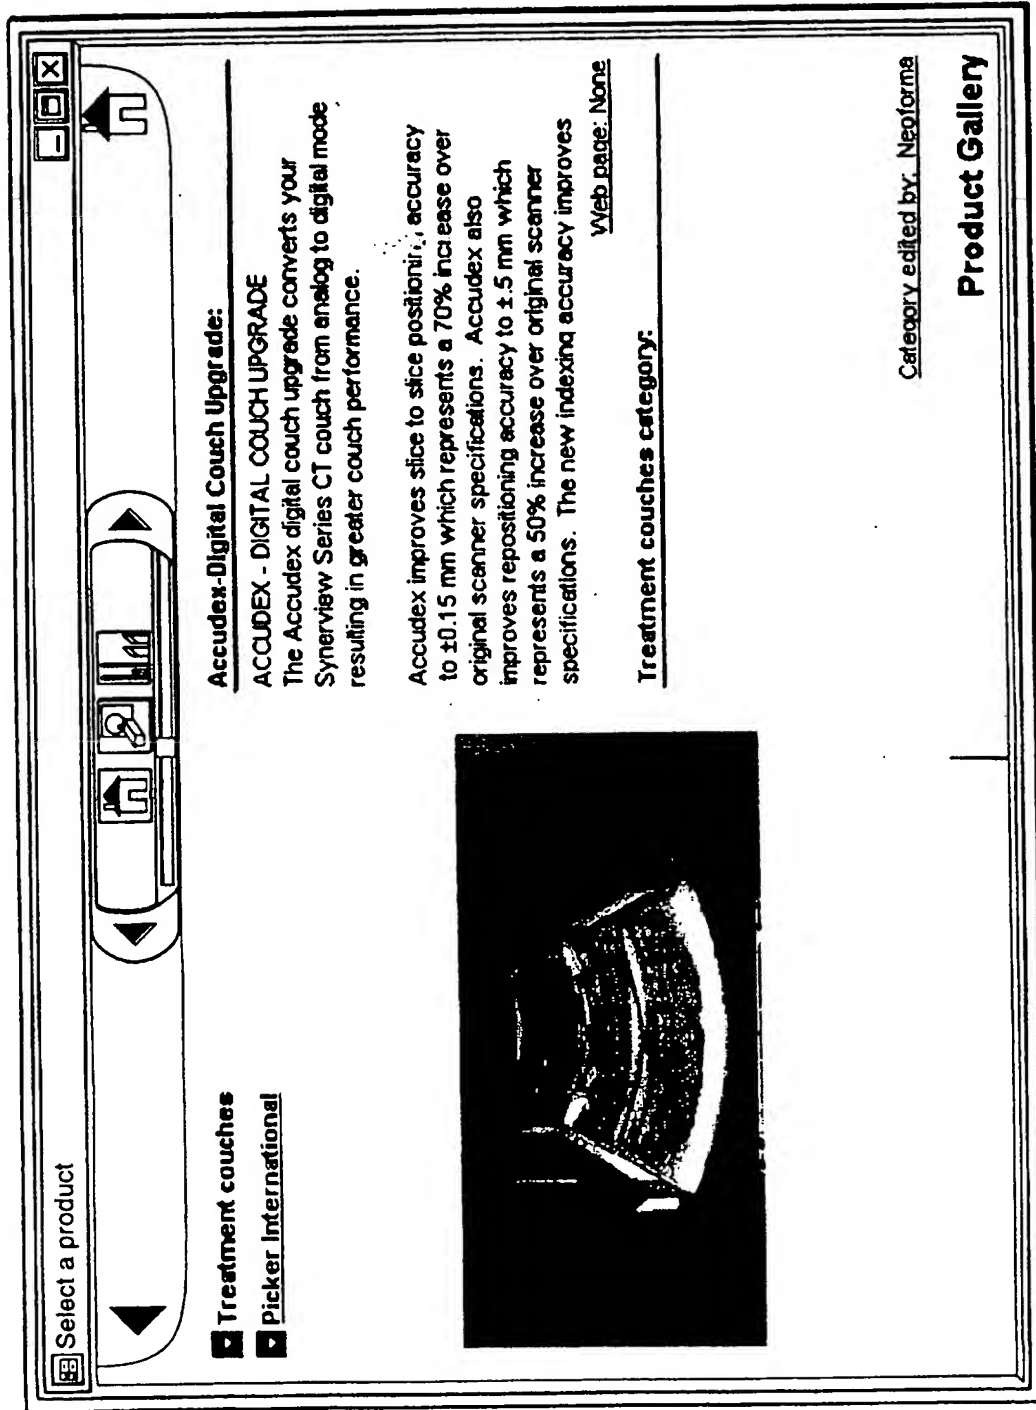 Select a product
Treatment couches
Picker International
Accudex-Digital Couch Upgrade:
ACCUDEX - DIGITAL COUCH UPGRADE
The Accudex digital couch upgrade converts your
Synerview Series CT couch from analog to digital mode
resulting in greater couch performance.
Accudex improves slice to slice positioning accuracy
to ±0.15 mm which represents a 70% increase over
original scanner specifications. Accudex also
improves repositioning accuracy to ±.5 mm which
represents a 50% increase over original scanner
specifications. The new indexing accuracy improves
Web page: None
Treatment couches category:
Category edited by: Neoforma
Product Gallery